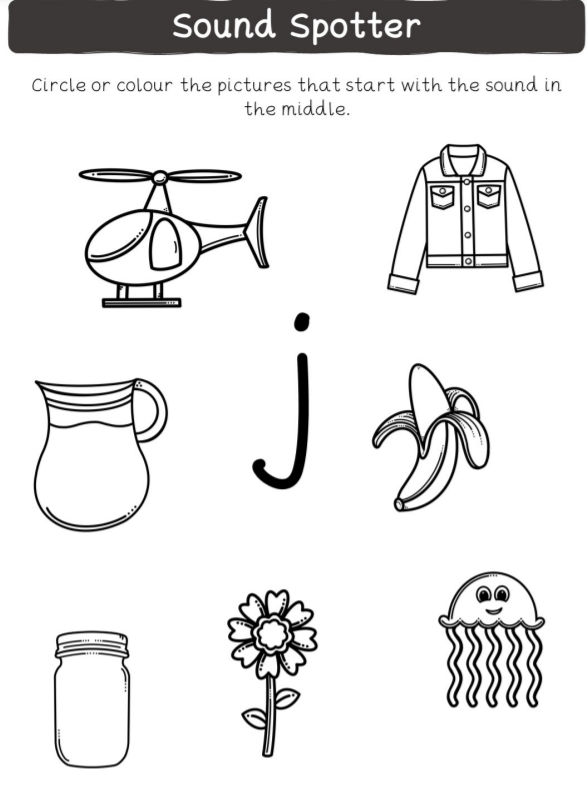 Sound Spotter
Circle or colour the pictures that start with the sound in
the middle.
j